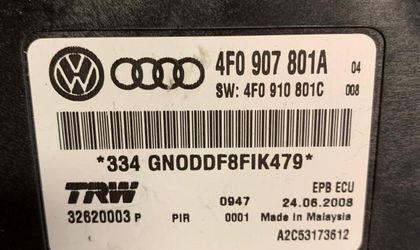 4F0 907 801A 04
SW: 4F0 910 801C 008
*334 GNODDF8FIK479*
TRW 0947 EPB ECU
24.06.2008
32620003 P PIR 0001 Made in Malaysia
A2C53173612